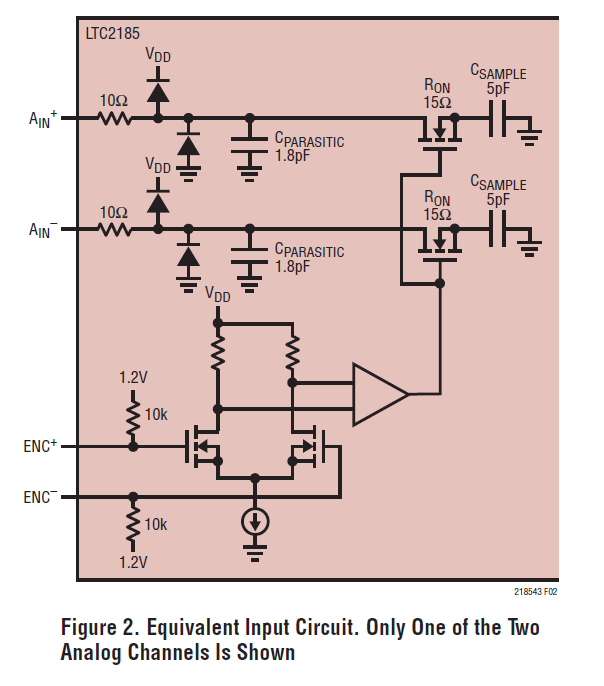 LTC2185
VDD
10Ω
AIN+
CPARASITIC
1.8pF
RON
15Ω
CSAMPLE
5pF
VDD
10Ω
AIN−
CPARASITIC
1.8pF
RON
15Ω
CSAMPLE
5pF
VDD
1.2V
10k
ENC+
ENC−
10k
1.2V
218543 F02
Figure 2. Equivalent Input Circuit. Only One of the Two
Analog Channels Is Shown